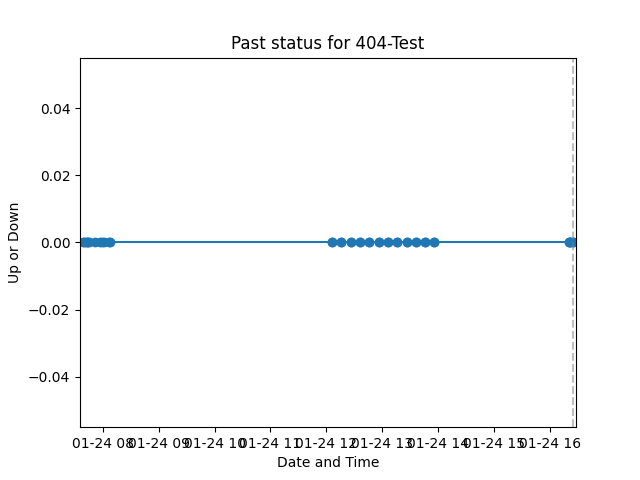 Past status for 404-Test
Up or Down
0.04
0.02
0.00
−0.02
−0.04
01-24 08 01-24 09 01-24 10 01-24 11 01-24 12 01-24 13 01-24 14 01-24 15 01-24 16
Date and Time